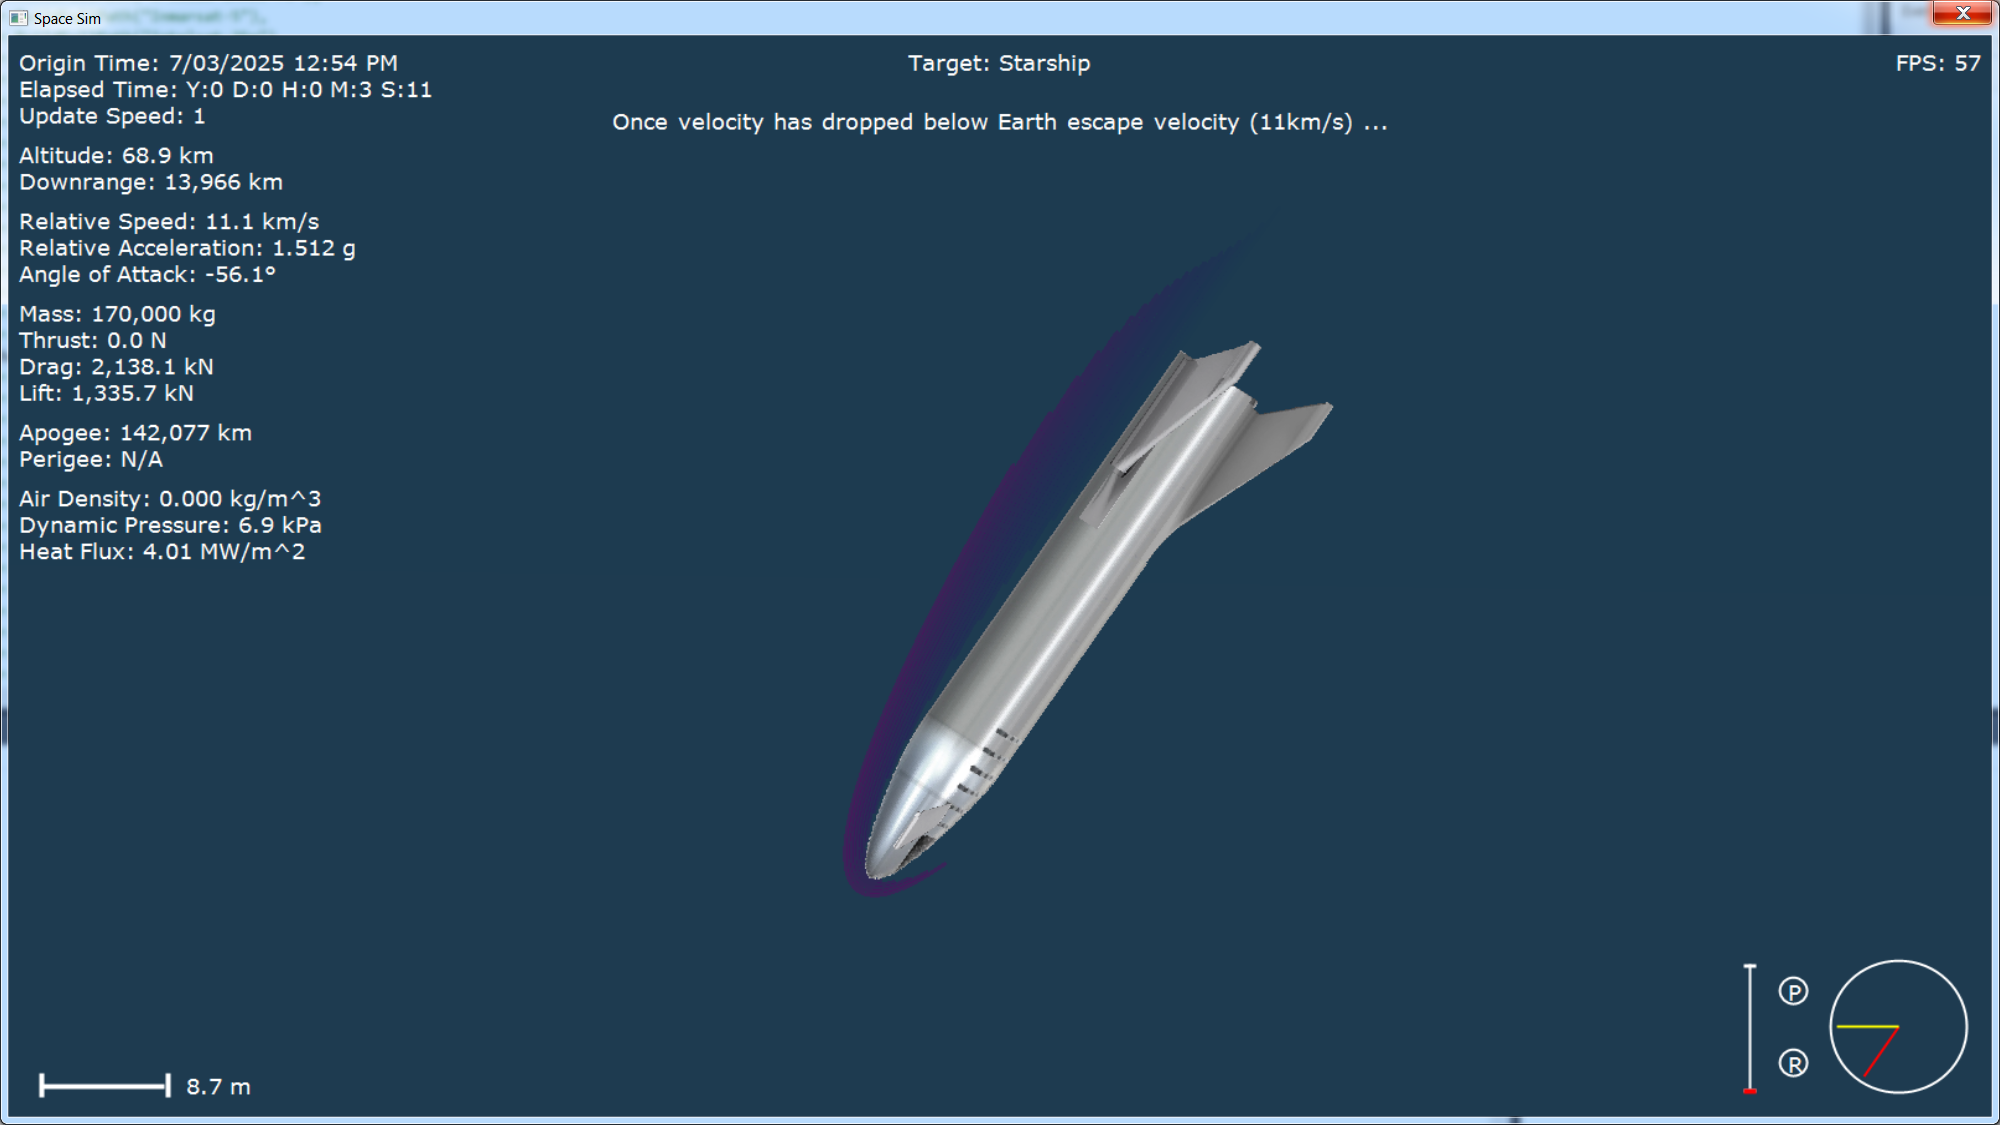 Space Sim
Origin Time: 7/03/2025 12:54 PM
Elapsed Time: Y:0 D:0 H:0 M:3 S:11
Update Speed: 1
Target: Starship
FPS: 57
Once velocity has dropped below Earth escape velocity (11km/s) ...
Altitude: 68.9 km
Downrange: 13,966 km
Relative Speed: 11.1 km/s
Relative Acceleration: 1.512 g
Angle of Attack: -56.1°
Mass: 170,000 kg
Thrust: 0.0 N
Drag: 2,138.1 kN
Lift: 1,335.7 kN
Apogee: 142,077 km
Perigee: N/A
Air Density: 0.000 kg/m^3
Dynamic Pressure: 6.9 kPa
Heat Flux: 4.01 MW/m^2
P
R
8.7 m